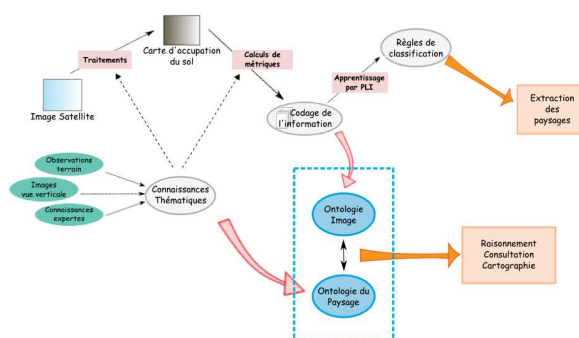 Carte d'occupation
du sol
Traitements
Calculs de
métriques
Règles de
classification
Image Satellite
Apprentissage
par PLI
Codage de
l'information
Extraction
des
paysages
Observations
terrain
Images
vue verticale
Connaissances
expertes
Connaissances
Thématiques
Ontologie
Image
Ontologie du
Paysage
Raisonnement
Consultation
Cartographie